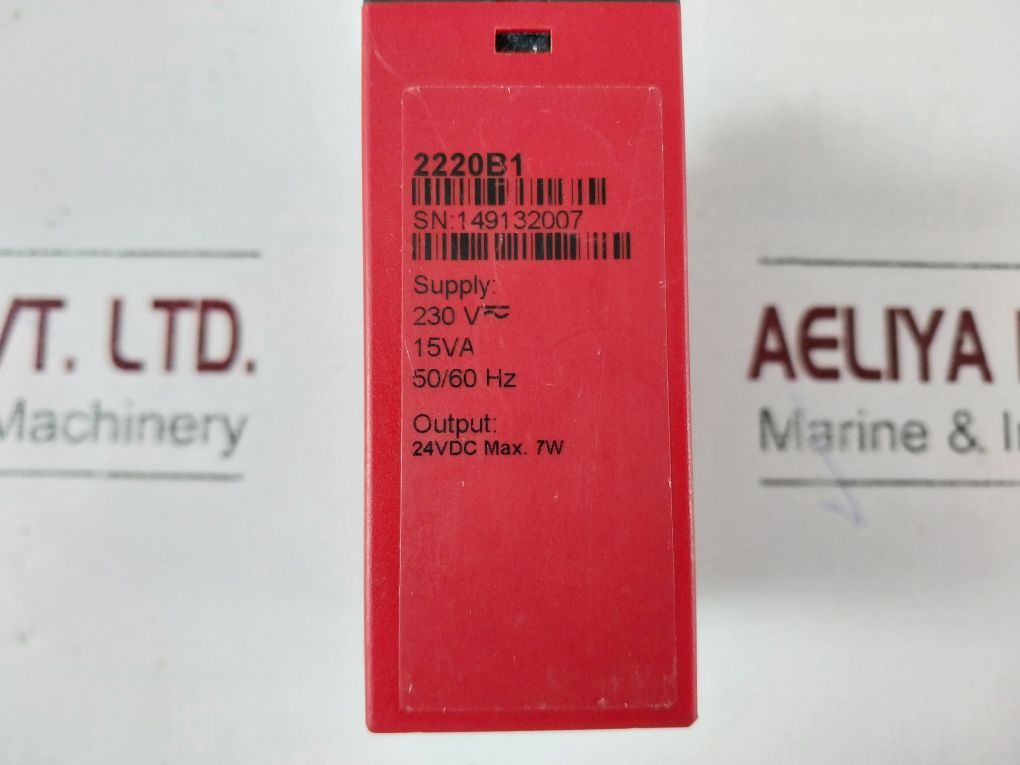 2220B1
SN:149132007
Supply:
230 V
15VA
50/60 Hz
Output:
24VDC Max. 7W
VT. LTD.
Machinery
AELIYA
Marine & I